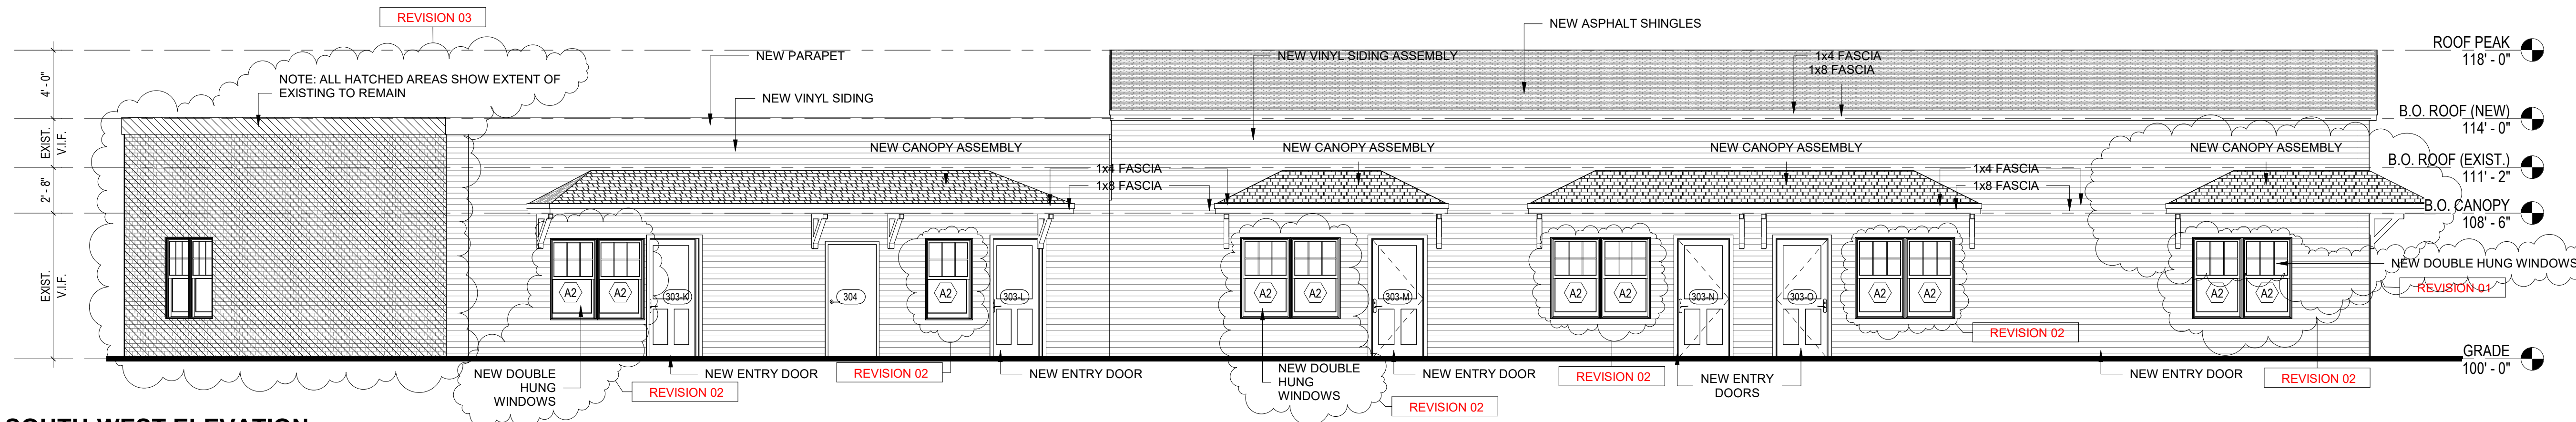 REVISION 03
NEW ASPHALT SHINGLES
ROOF PEAK
118' - 0"
NEW PARAPET
NEW VINYL SIDING ASSEMBLY
1x4 FASCIA
1x8 FASCIA
4' - 0"
NOTE: ALL HATCHED AREAS SHOW EXTENT OF
EXISTING TO REMAIN
NEW VINYL SIDING
B.O. ROOF (NEW)
114' - 0"
EXIST.
V.I.F.
NEW CANOPY ASSEMBLY
NEW CANOPY ASSEMBLY
NEW CANOPY ASSEMBLY
NEW CANOPY ASSEMBLY
B.O. ROOF (EXIST.)
111' - 2"
2' - 8"
1x4 FASCIA
1x8 FASCIA
1x4 FASCIA
1x8 FASCIA
B.O. CANOPY
108' - 6"
EXIST.
V.I.F.
NEW DOUBLE HUNG WINDOWS
REVISION 01
A2
A2
303-K
304
A2
303-L
A2
A2
303-M
A2
A2
303-N
303-O
A2
A2
A2
A2
REVISION 02
GRADE
100' - 0"
NEW DOUBLE
HUNG
WINDOWS
NEW ENTRY DOOR
REVISION 02
REVISION 02
NEW ENTRY DOOR
NEW DOUBLE
HUNG
WINDOWS
NEW ENTRY DOOR
REVISION 02
REVISION 02
NEW ENTRY
DOORS
NEW ENTRY DOOR
REVISION 02
SOUTH-WEST ELEVATION